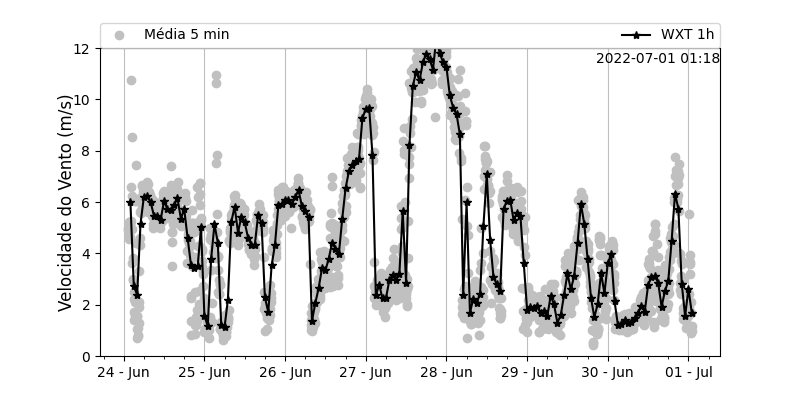 Média 5 min
WXT 1h
2022-07-01 01:18
Velocidade do Vento (m/s)
12
10
8
6
4
2
0
24 - Jun
25 - Jun
26 - Jun
27 - Jun
28 - Jun
29 - Jun
30 - Jun
01 - Jul